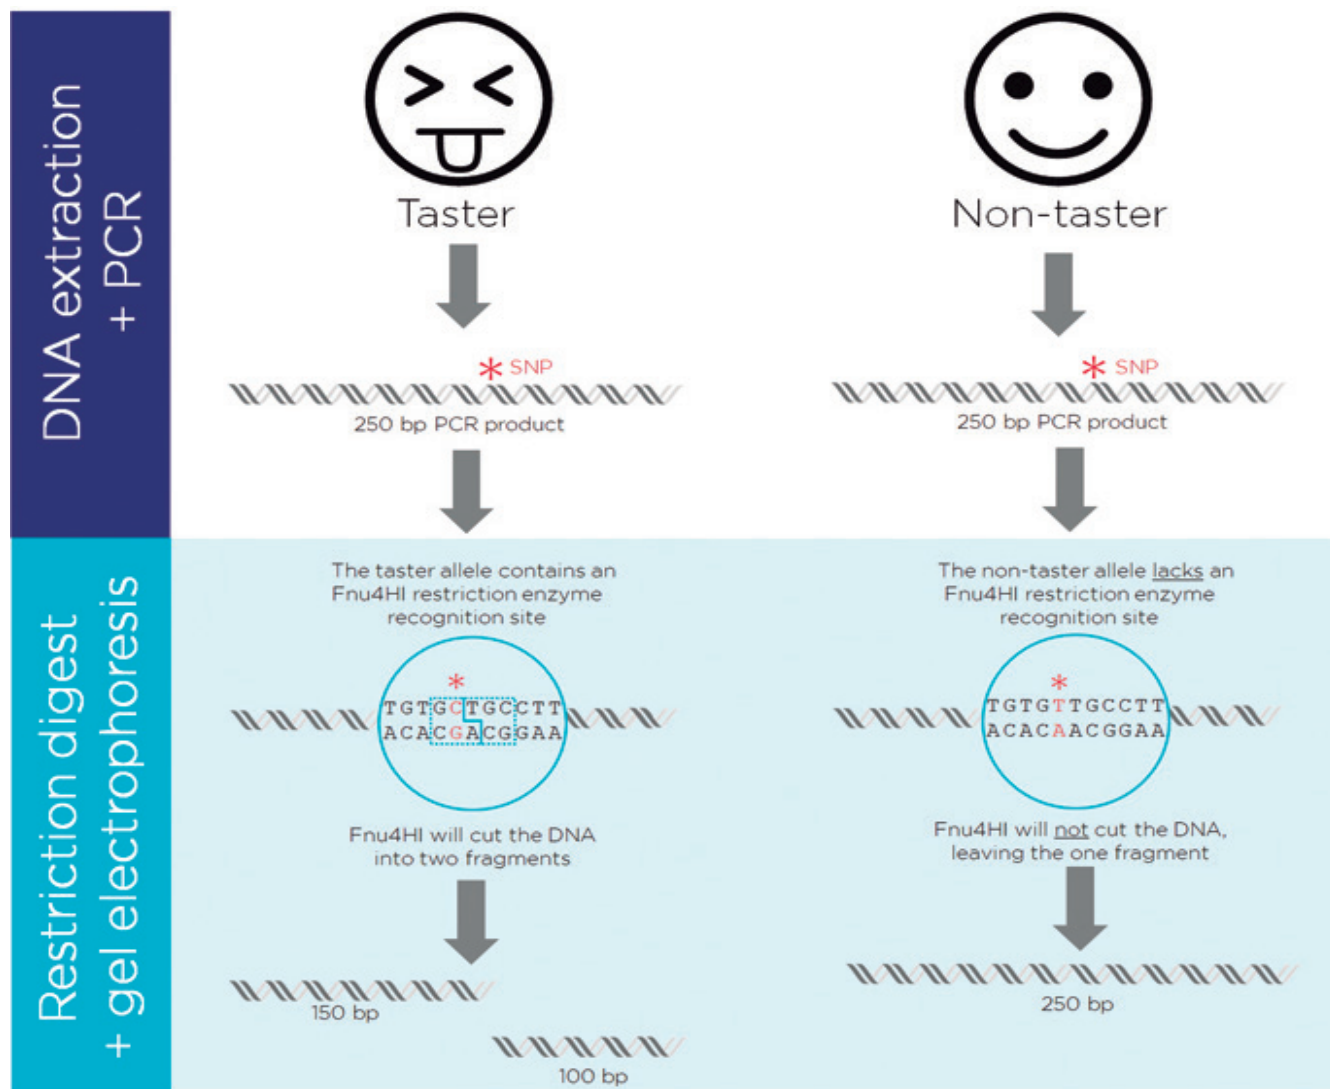 DNA extraction
+ PCR
Taster
Non-taster
* SNP
250 bp PCR product
* SNP
250 bp PCR product
Restriction digest
+ gel electrophoresis
The taster allele contains an
Fnu4HI restriction enzyme
recognition site
*
TGTGCTGCCTT
ACACGACGGAA
Fnu4HI will cut the DNA
into two fragments
150 bp
100 bp
The non-taster allele lacks an
Fnu4HI restriction enzyme
recognition site
*
TGTGTTGCCTT
ACACAACGGAA
Fnu4HI will not cut the DNA,
leaving the one fragment
250 bp